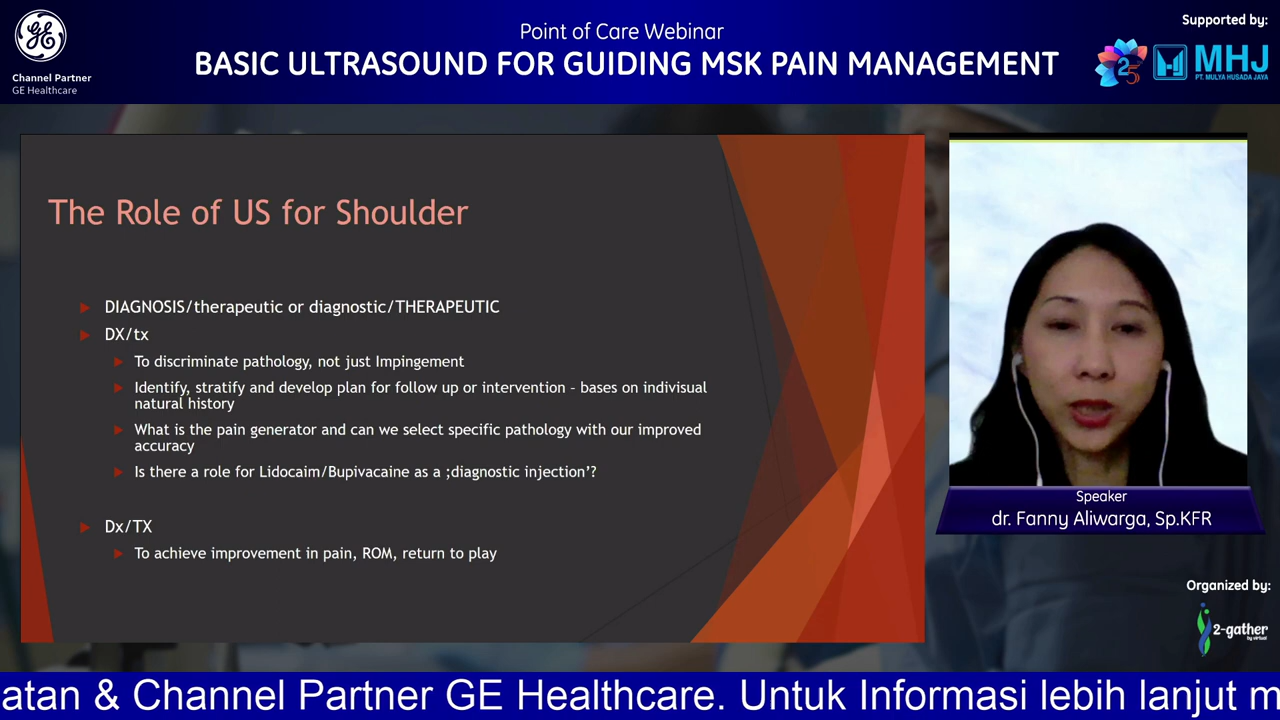 Point of Care Webinar
BASIC ULTRASOUND FOR GUIDING MSK PAIN MANAGEMENT
Channel Partner
GE Healthcare
Supported by:
25
MHJ
PT. MULYA HUSADA JAYA
The Role of US for Shoulder
DIAGNOSIS/therapeutic or diagnostic/THERAPEUTIC
DX/tx
To discriminate pathology, not just Impingement
Identify, stratify and develop plan for follow up or intervention – bases on indivisual
natural history
What is the pain generator and can we select specific pathology with our improved
accuracy
Is there a role for Lidocaim/Bupivacaine as a ;diagnostic injection’?
Dx/TX
To achieve improvement in pain, ROM, return to play
Speaker
dr. Fanny Aliwarga, Sp.KFR
Organized by:
2-gather
by virtual
atan & Channel Partner GE Healthcare. Untuk Informasi lebih lanjut m